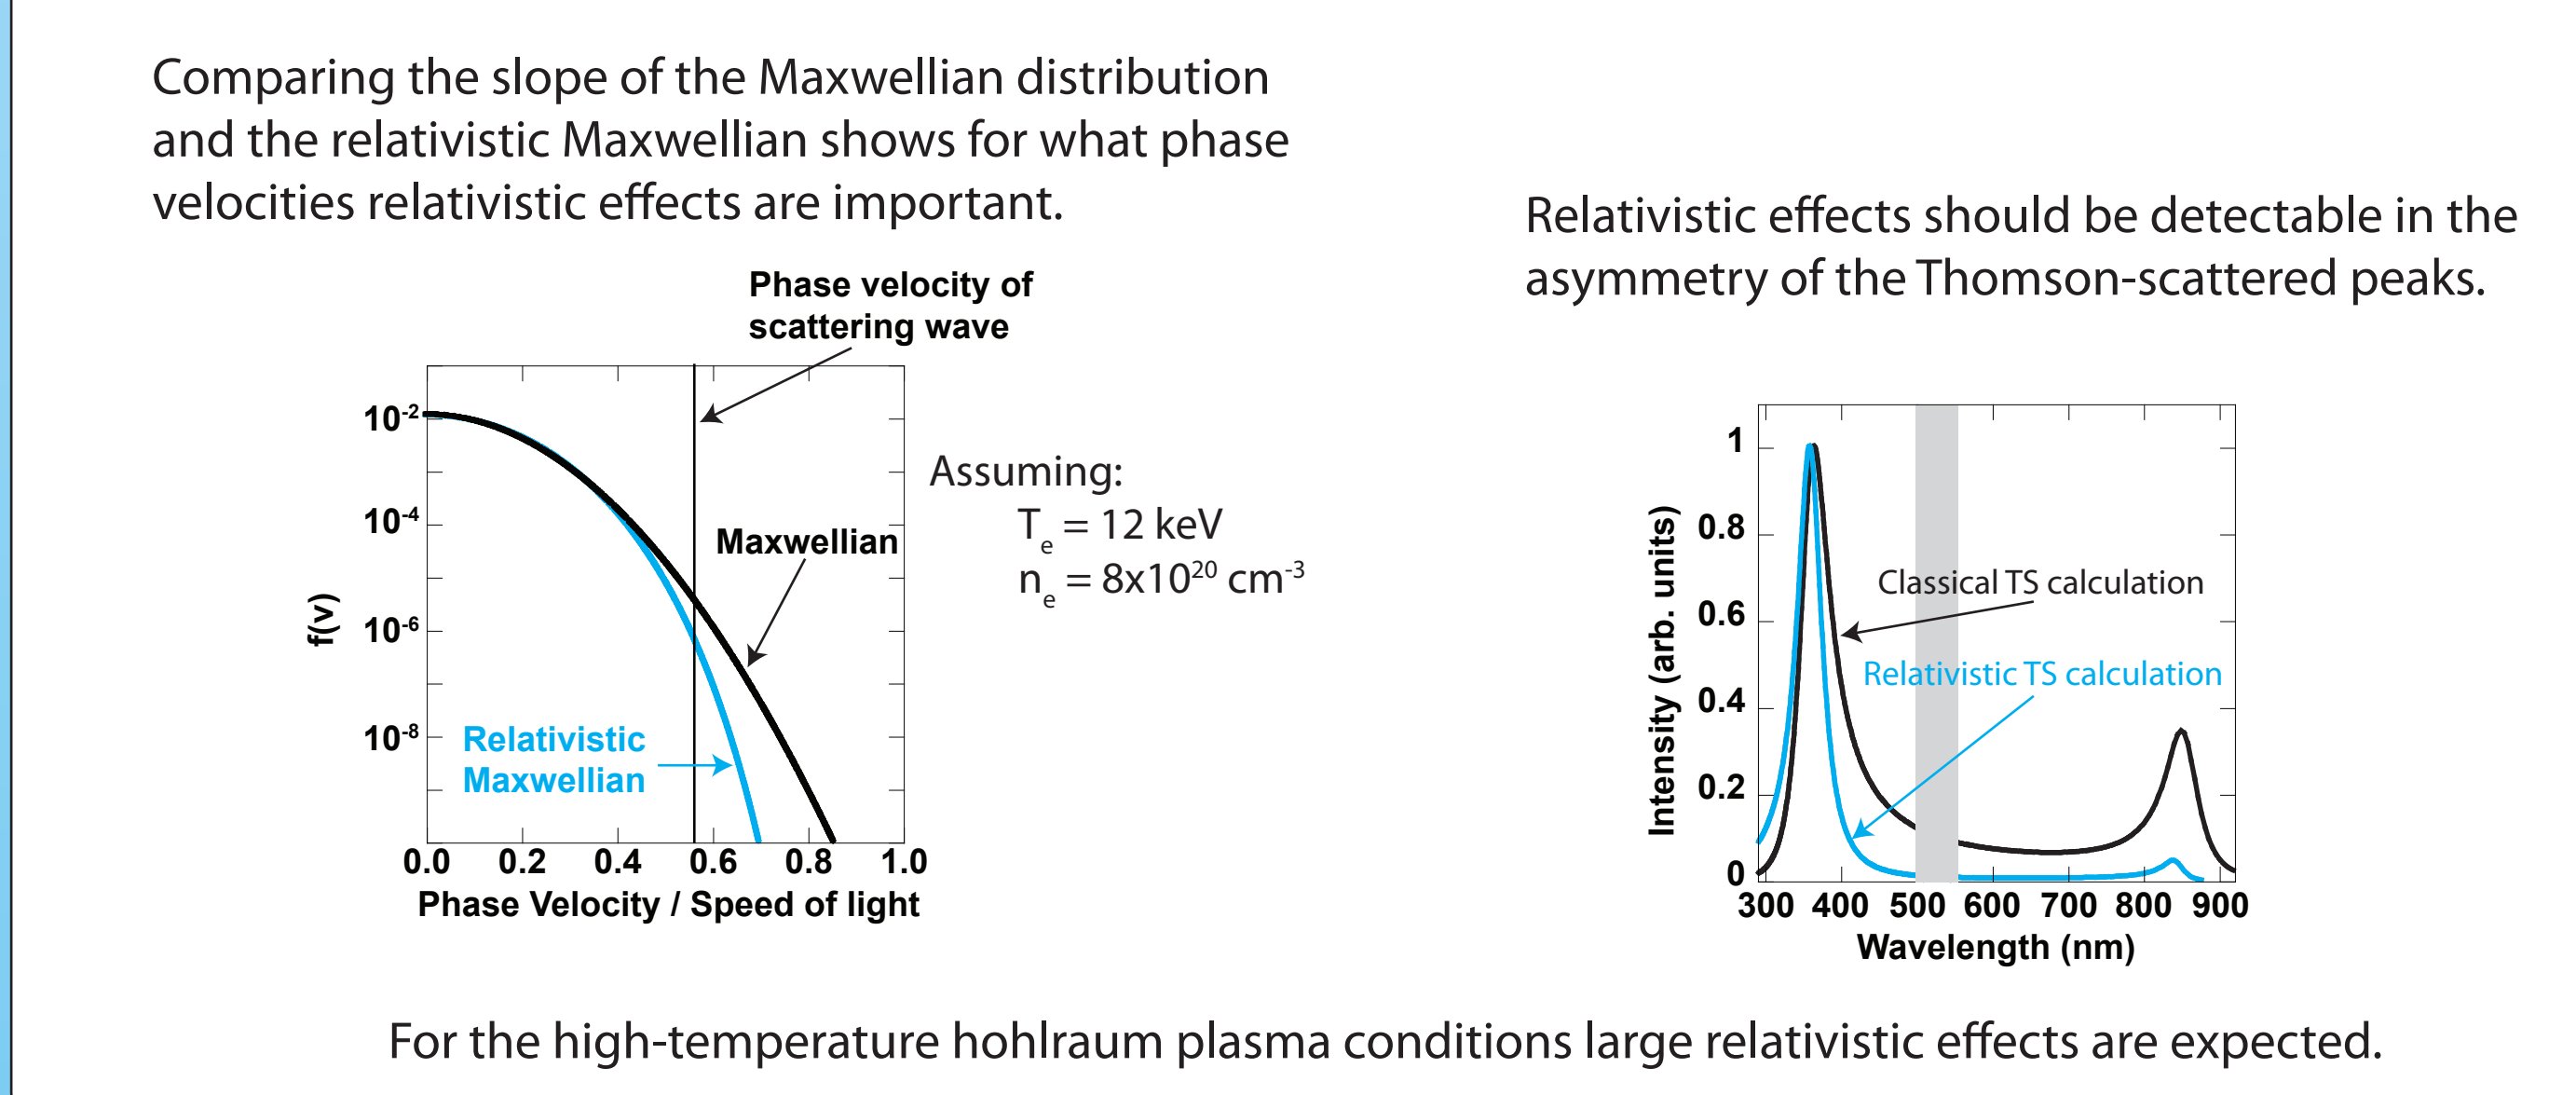 Comparing the slope of the Maxwellian distribution
and the relativistic Maxwellian shows for what phase
velocities relativistic effects are important.
Phase velocity of
scattering wave
10⁻²
10⁻⁴
10⁻⁶
10⁻⁸
f(v)
Maxwellian
Relativistic
Maxwellian
0.0 0.2 0.4 0.6 0.8 1.0
Phase Velocity / Speed of light
Assuming:
Tₑ = 12 keV
nₑ = 8x10²⁰ cm⁻³
Relativistic effects should be detectable in the
asymmetry of the Thomson-scattered peaks.
1
0.8
0.6
0.4
0.2
0
Intensity (arb. units)
Classical TS calculation
Relativistic TS calculation
300 400 500 600 700 800 900
Wavelength (nm)
For the high-temperature hohlraum plasma conditions large relativistic effects are expected.